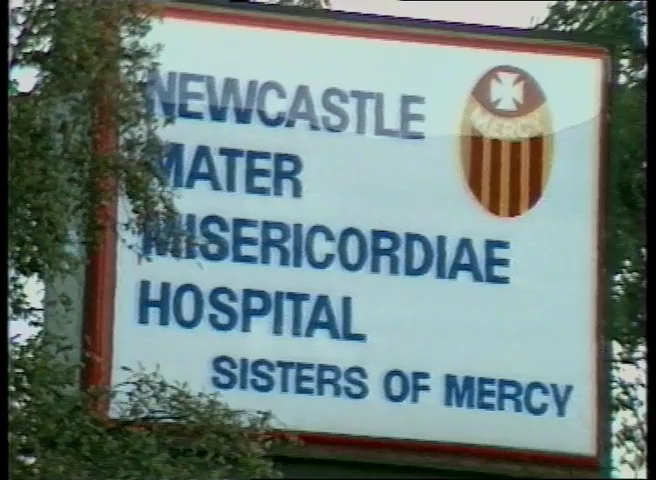 NEWCASTLE
MERCY
MATER
MISERICORDIAE
HOSPITAL
SISTERS OF MERCY